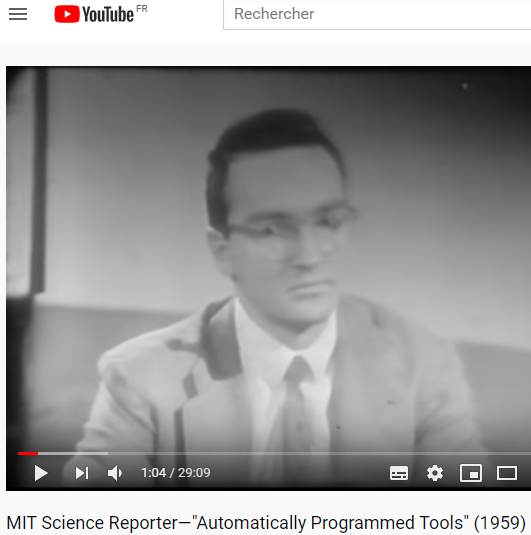 YouTube FR
Rechercher
1:04 / 29:09
MIT Science Reporter—"Automatically Programmed Tools" (1959)